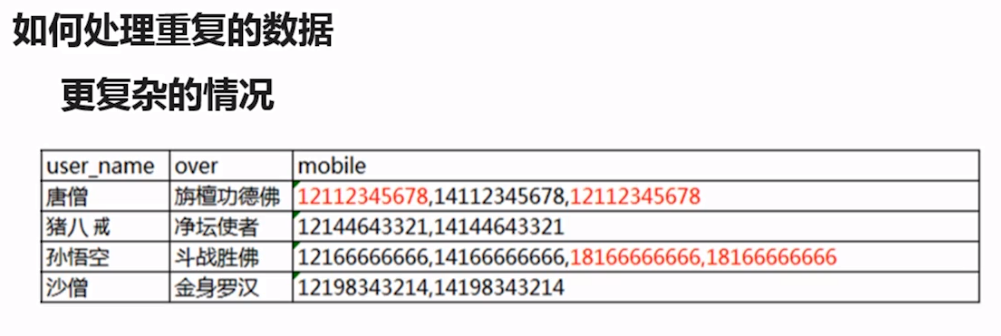 如何处理重复的数据
更复杂的情况
user_name over mobile
唐僧 旃檀功德佛 12112345678,14112345678,12112345678
猪八戒 净坛使者 12144643321,14144643321
孙悟空 斗战胜佛 12166666666,14166666666,18166666666,18166666666
沙僧 金身罗汉 12198343214,14198343214